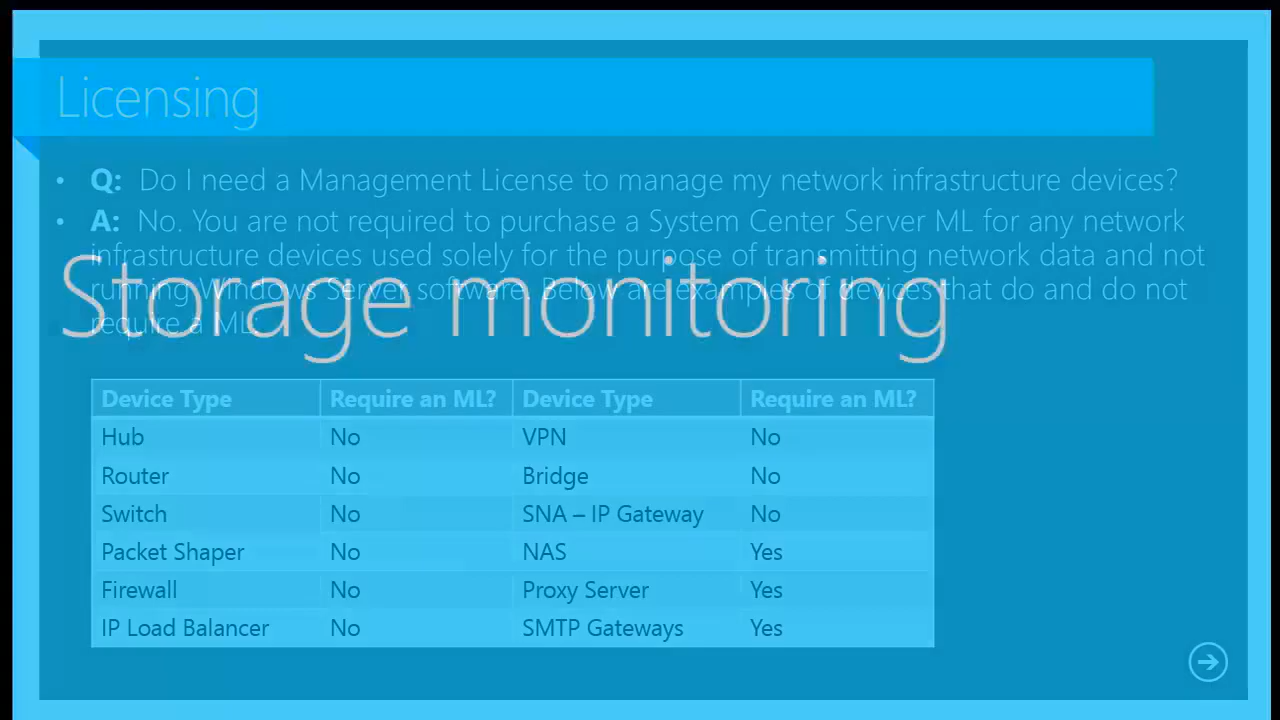 Licensing
• Q: Do I need a Management License to manage my network infrastructure devices?
• A: No. You are not required to purchase a System Center Server ML for any network
infrastructure devices used solely for the purpose of transmitting network data and not
running Windows Server software. Below are examples of devices that do and do not
require a ML:
Storage monitoring
Device Type Require an ML? Device Type Require an ML?
Hub No VPN No
Router No Bridge No
Switch No SNA – IP Gateway No
Packet Shaper No NAS Yes
Firewall No Proxy Server Yes
IP Load Balancer No SMTP Gateways Yes